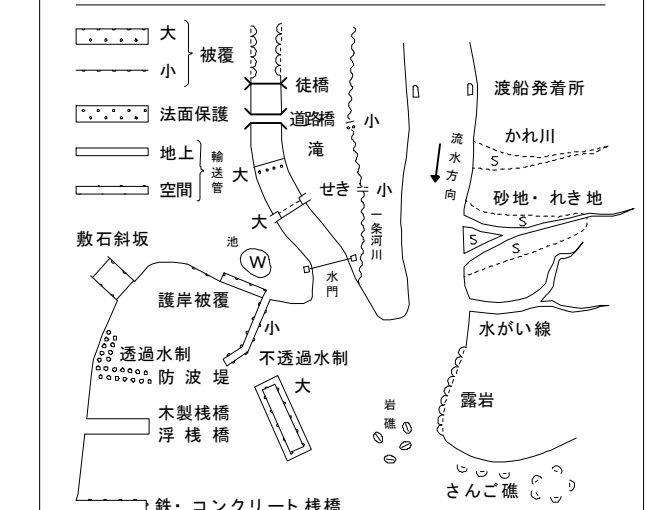 大
小
被覆
法面保護
地上
空間
輸送管
敷石斜坂
池
W
護岸被覆
小
透過水制
防波堤
不透過水制
大
木製桟橋
浮桟橋
鉄・コンクリート桟橋
徒橋
道路橋
小
滝
大
せき
小
大
一条河川
水門
流水方向
渡船発着所
かれ川
S
砂地・れき地
S
S
S
水がい線
露岩
岩礁
さんご礁